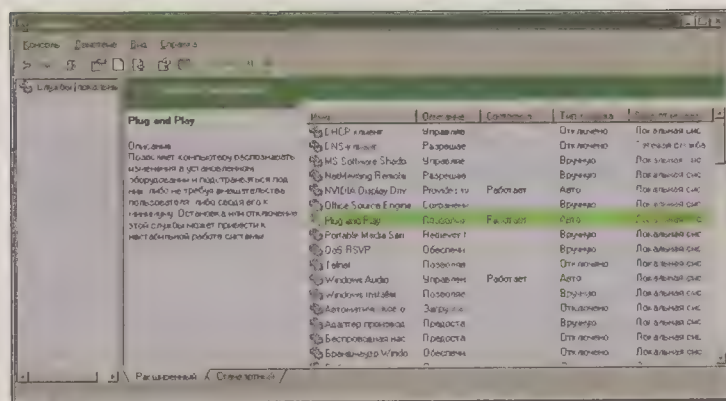 Консоль Действие Вид Справка
Службы (локальны
Plug and Play
Описание
Позволяет компьютеру распознавать
изменения в установленном
оборудовании и подстраиваться под
них, либо не требуя вмешательства
пользователя, либо сводя его к
минимуму. Остановка или отключение
этой службы может привести к
нестабильной работе системы.
Имя Описание Состояние Тип запуска
DHCP-клиент Управляе Отключено Локальная сис
DNS-клиент Разрешае Отключено Сетевая служба
MS Software Shado Управляе Вручную Локальная сис
NetMeeting Remote Разрешае Вручную Локальная сис
NVIDIA Display Driv Provides sy Работает Авто Локальная сис
Office Source Engine Сохранени Вручную Локальная сис
Plug and Play Позволяе Работает Авто
Portable Media Seri Retrieves t Вручную Локальная сис
QoS RSVP Обеспечи Вручную Локальная сис
Telnet Позволяе Отключено Локальная сис
Windows Audio Управлен Работает Авто Локальная сис
Windows Installer Позволяе Вручную Локальная сис
Автоматическое о Загрузка Отключено Локальная сис
Адаптер производ Предоста Вручную Локальная сис
Беспроводная нас Предоста Отключено Локальная сис
Брандмауэр Windo Обеспечи Отключено Локальная сис
Расширенный Стандартный